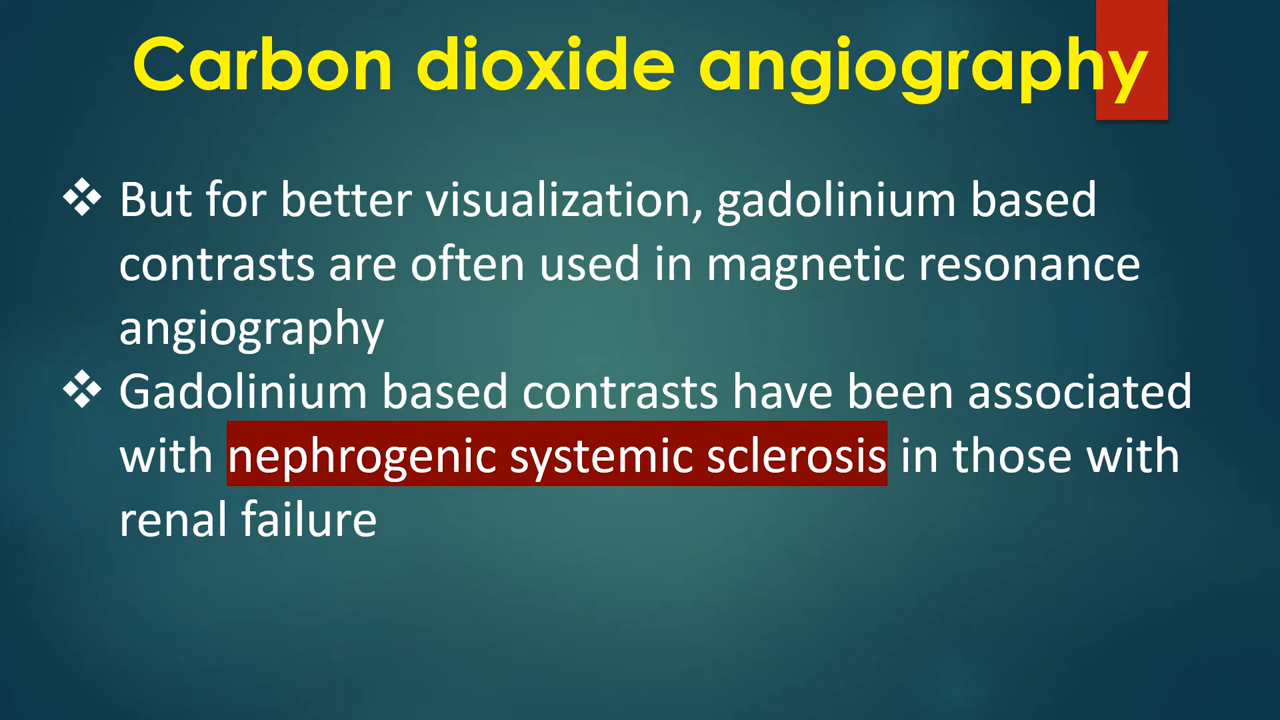 Carbon dioxide angiography
❖ But for better visualization, gadolinium based
contrasts are often used in magnetic resonance
angiography
❖ Gadolinium based contrasts have been associated
with nephrogenic systemic sclerosis in those with
renal failure